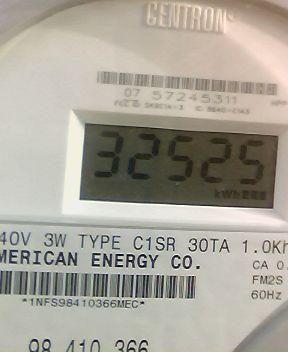 CENTRON®
07 57245311
32525
kWh
40V 3W TYPE C1SR 30TA 1.0Kh
MERICAN ENERGY CO.
CA 0.
FM2S
60Hz
*1NFS98410366MEC*
98 410 366